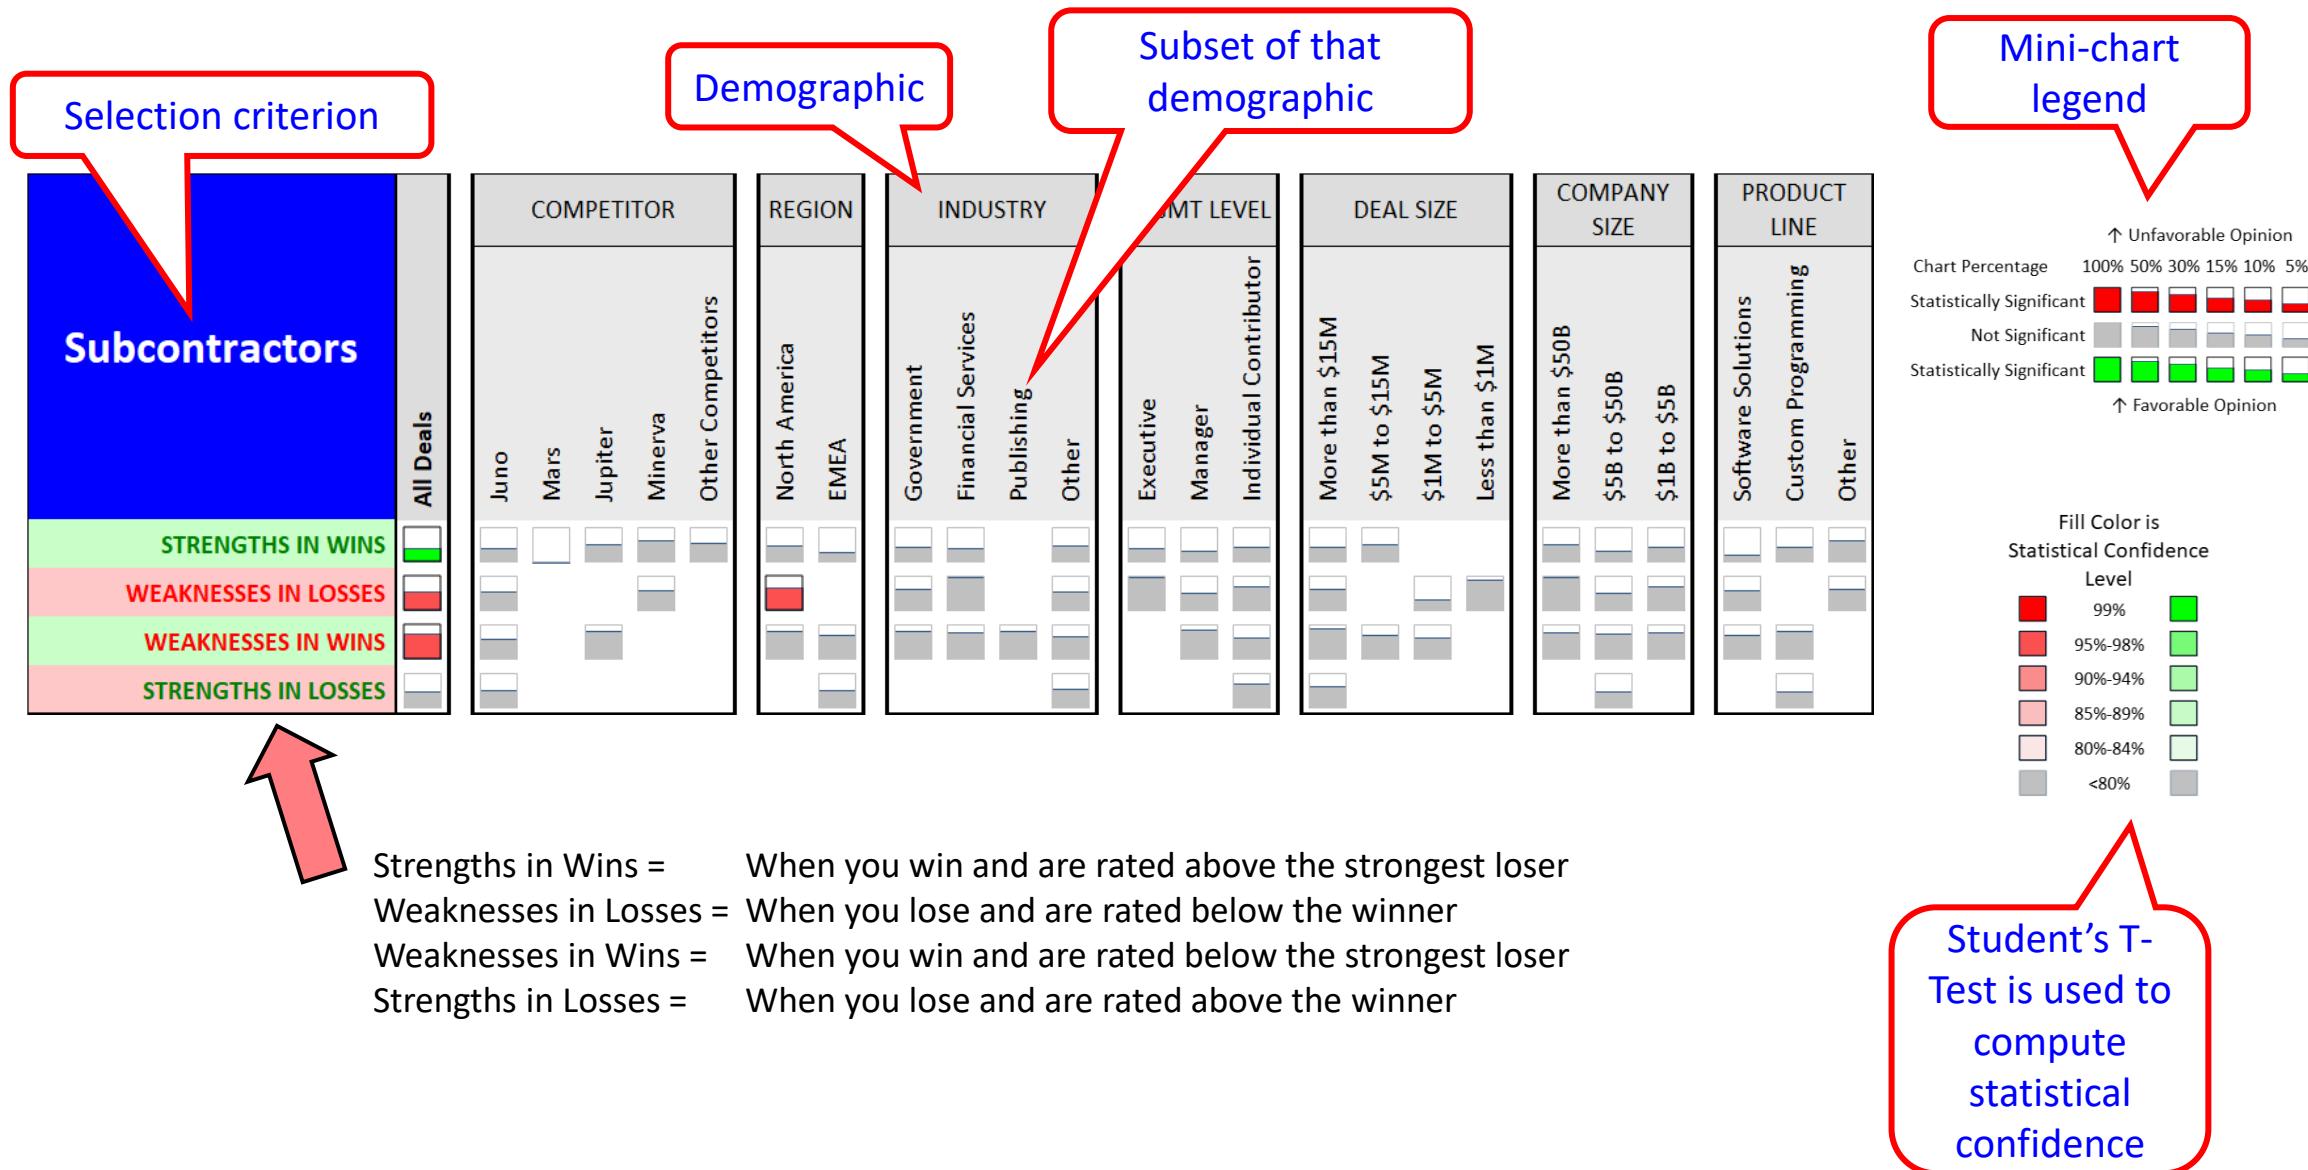 Selection criterion
Demographic
Subset of that
demographic
Mini-chart
legend
Subcontractors
All Deals
COMPETITOR
Juno
Mars
Jupiter
Minerva
Other Competitors
REGION
North America
EMEA
INDUSTRY
Government
Financial Services
Publishing
Other
MT LEVEL
Executive
Manager
Individual Contributor
DEAL SIZE
More than $15M
$5M to $15M
$1M to $5M
Less than $1M
COMPANY
SIZE
More than $50B
$5B to $50B
$1B to $5B
PRODUCT
LINE
Software Solutions
Custom Programming
Other
STRENGTHS IN WINS
WEAKNESSES IN LOSSES
WEAKNESSES IN WINS
STRENGTHS IN LOSSES
↑ Unfavorable Opinion
Chart Percentage 100% 50% 30% 15% 10% 5%
Statistically Significant
Not Significant
Statistically Significant
↑ Favorable Opinion
Fill Color is
Statistical Confidence
Level
99%
95%-98%
90%-94%
85%-89%
80%-84%
<80%
Strengths in Wins = When you win and are rated above the strongest loser
Weaknesses in Losses = When you lose and are rated below the winner
Weaknesses in Wins = When you win and are rated below the strongest loser
Strengths in Losses = When you lose and are rated above the winner
Student’s T-
Test is used to
compute
statistical
confidence